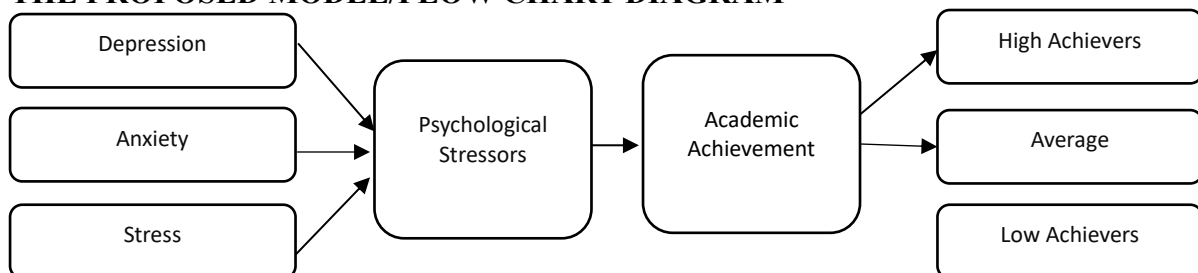 THE PROPOSED MODEL/FLOW CHART DIAGRAM
Depression
High Achievers
Psychological
Stressors
Academic
Achievement
Anxiety
Average
Stress
Low Achievers